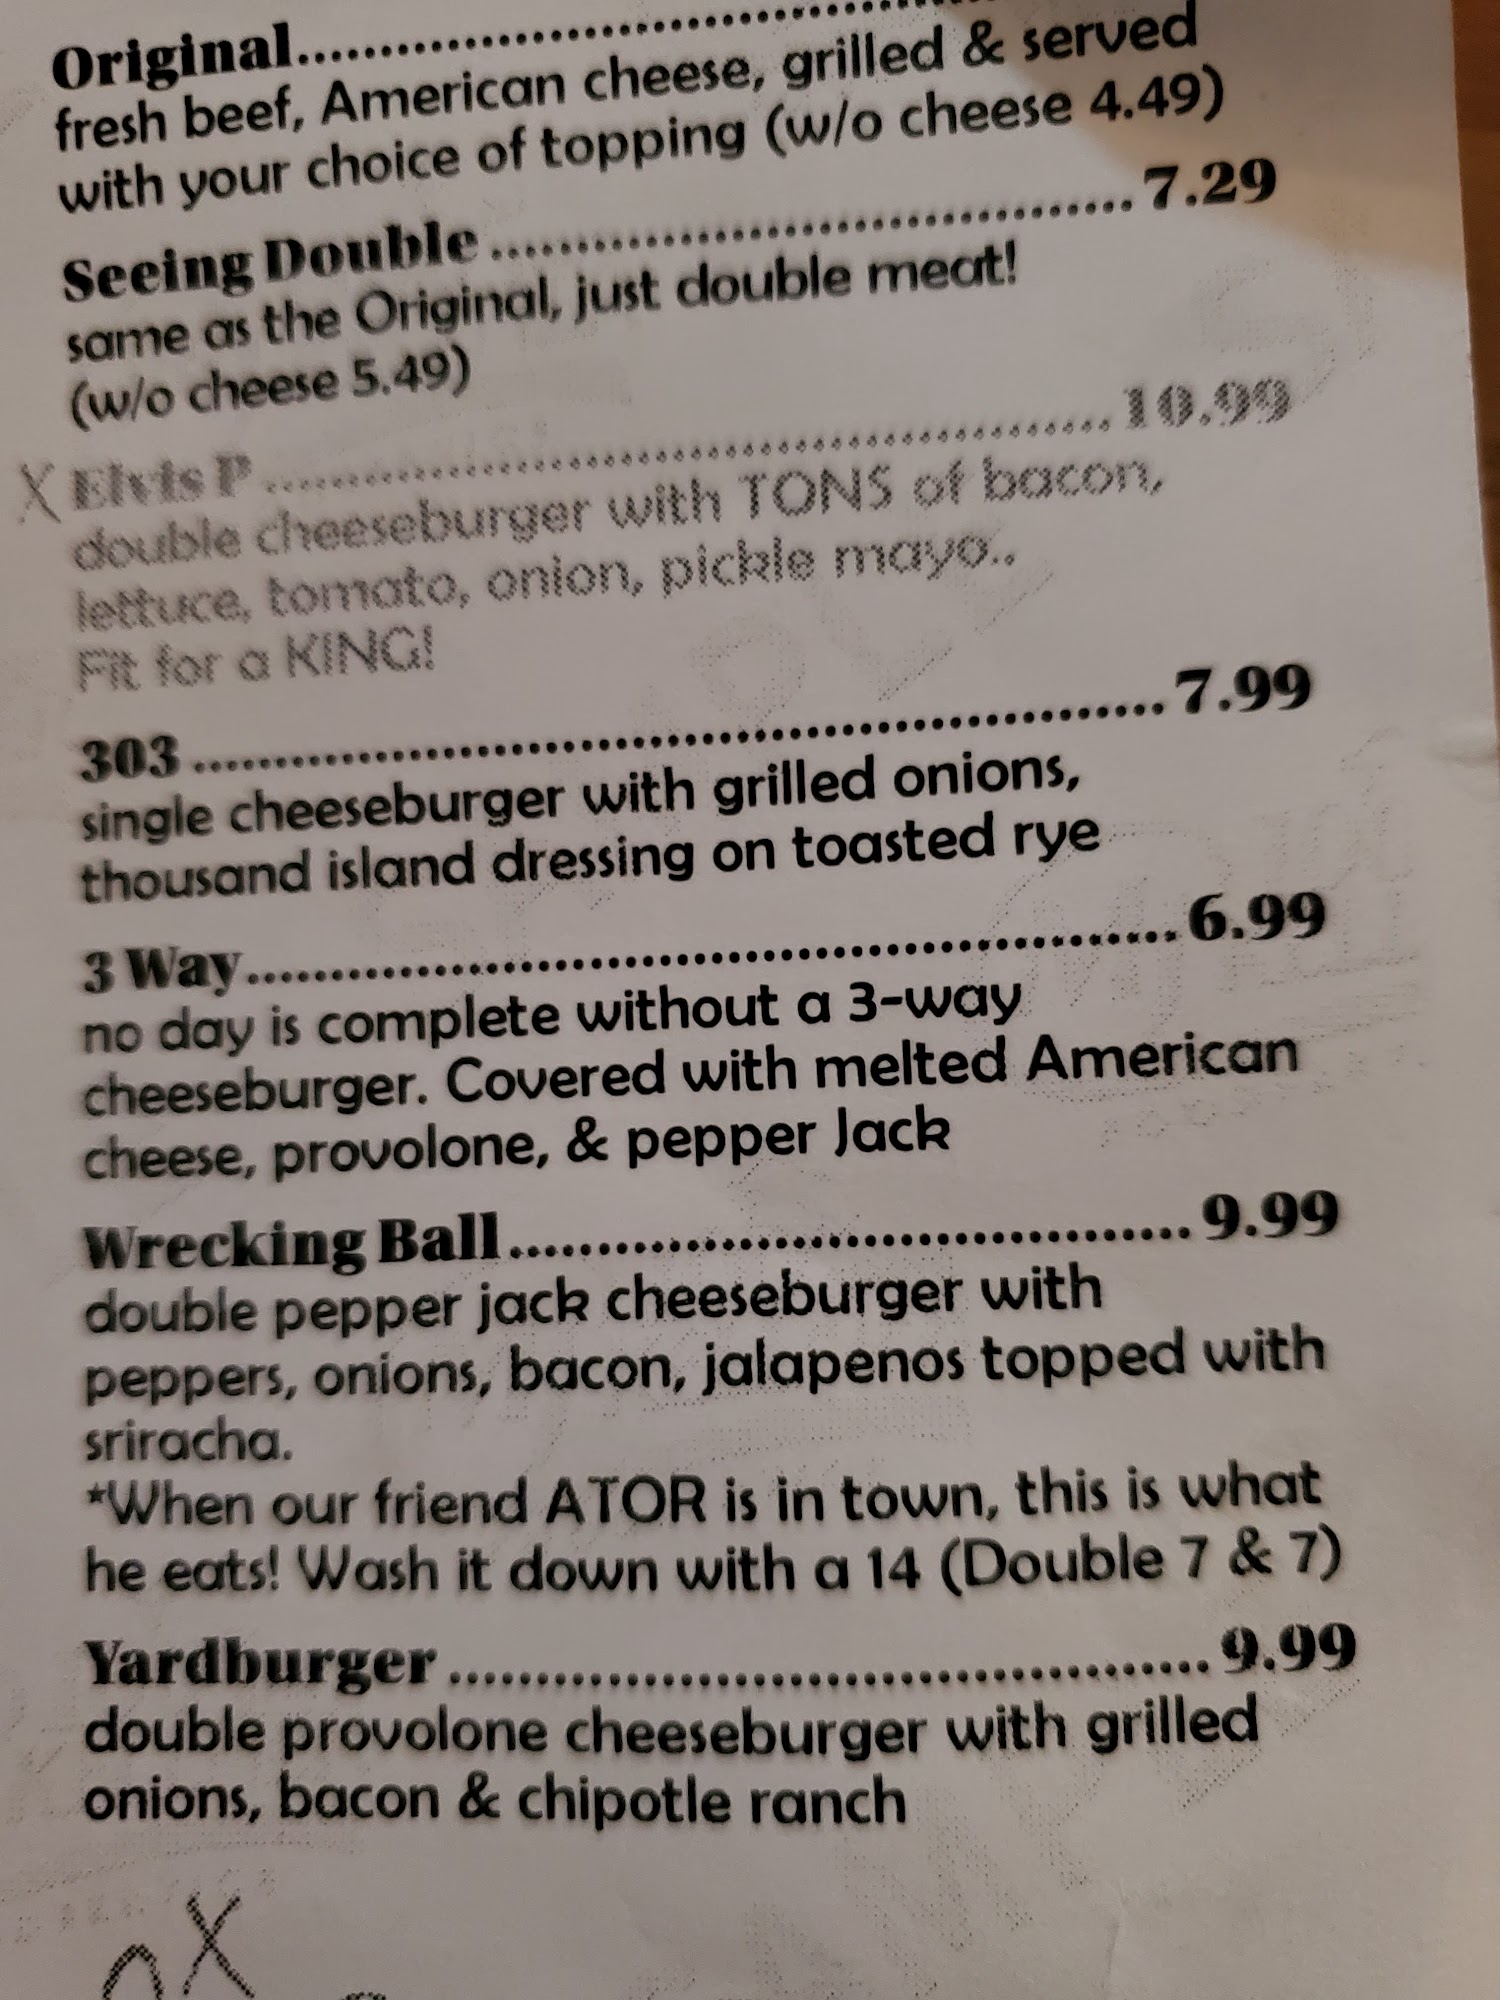 Original........................................
fresh beef, American cheese, grilled & served
with your choice of topping (w/o cheese 4.49)
Seeing Double........................................7.29
same as the Original, just double meat!
(w/o cheese 5.49)
X Elvis P........................................10.99
double cheeseburger with TONS of bacon,
lettuce, tomato, onion, pickle mayo..
Fit for a KING!
303........................................7.99
single cheeseburger with grilled onions,
thousand island dressing on toasted rye
3 Way........................................6.99
no day is complete without a 3-way
cheeseburger. Covered with melted American
cheese, provolone, & pepper Jack
Wrecking Ball........................................9.99
double pepper jack cheeseburger with
peppers, onions, bacon, jalapenos topped with
sriracha.
*When our friend ATOR is in town, this is what
he eats! Wash it down with a 14 (Double 7 & 7)
Yardburger........................................9.99
double provolone cheeseburger with grilled
onions, bacon & chipotle ranch
X